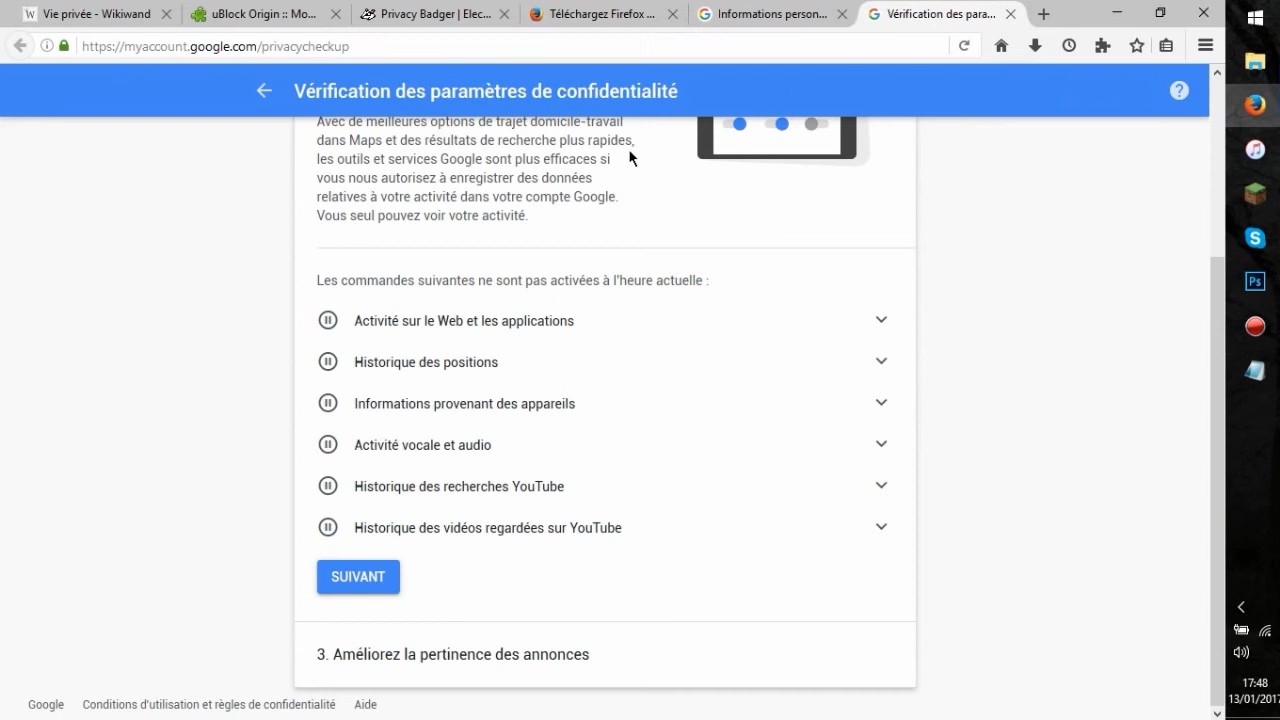 Vie privée - Wikiwand
uBlock Origin :: Mo...
Privacy Badger | Elec...
Téléchargez Firefox ...
Informations person...
Vérification des para...
https://myaccount.google.com/privacycheckup
Vérification des paramètres de confidentialité
Avec de meilleures options de trajet domicile-travail
dans Maps et des résultats de recherche plus rapides,
les outils et services Google sont plus efficaces si
vous nous autorisez à enregistrer des données
relatives à votre activité dans votre compte Google.
Vous seul pouvez voir votre activité.
Les commandes suivantes ne sont pas activées à l'heure actuelle :
Activité sur le Web et les applications
Historique des positions
Informations provenant des appareils
Activité vocale et audio
Historique des recherches YouTube
Historique des vidéos regardées sur YouTube
SUIVANT
3. Améliorez la pertinence des annonces
Google
Conditions d'utilisation et règles de confidentialité
Aide
Ps
17:48
13/01/2017